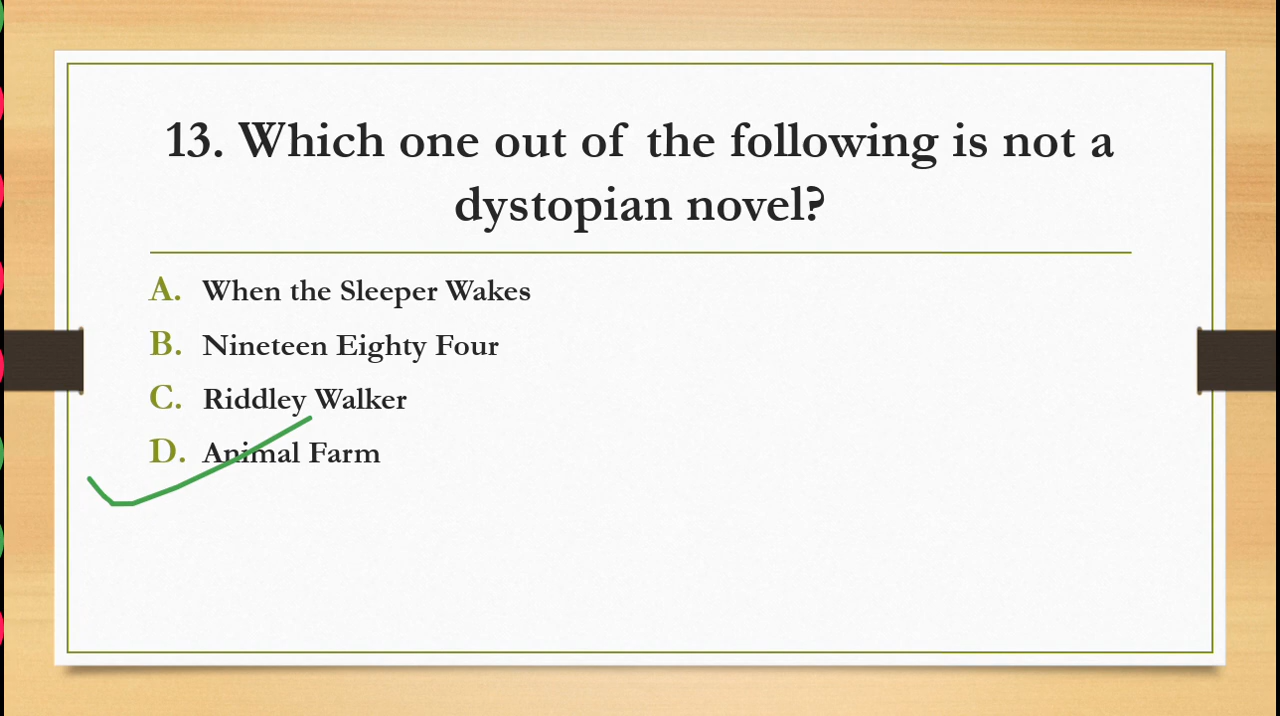 13. Which one out of the following is not a
dystopian novel?
A. When the Sleeper Wakes
B. Nineteen Eighty Four
C. Riddley Walker
D. Animal Farm